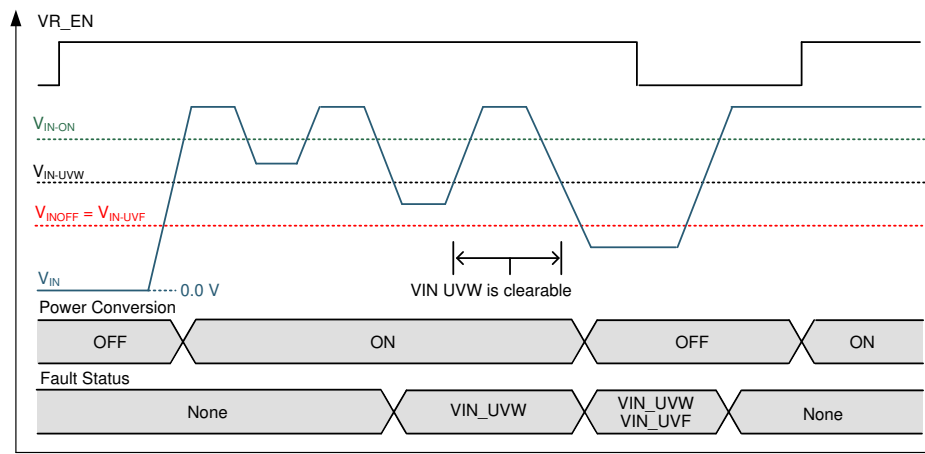 VR_EN
VIN-ON
VIN-UVW
VINOFF = VIN-UVF
VIN
0.0 V
VIN UVW is clearable
Power Conversion
OFF
ON
OFF
ON
Fault Status
None
VIN_UVW
VIN_UVW
VIN_UVF
None